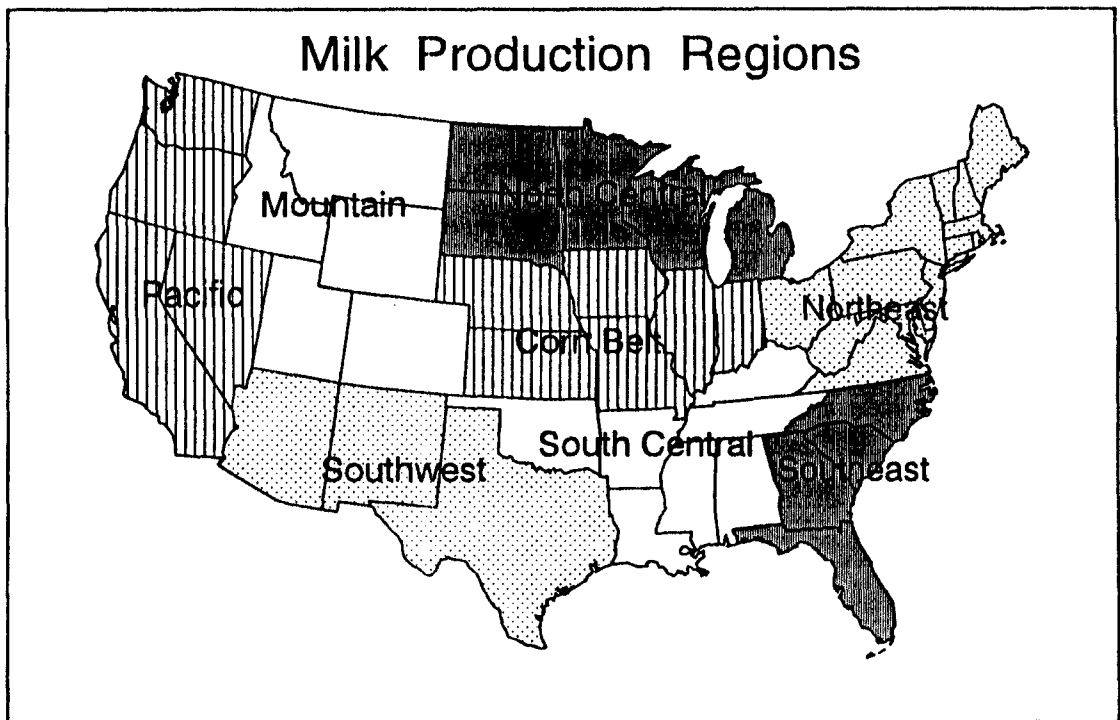 Milk Production Regions
North Central
Mountain
Pacific
Northeast
Corn Belt
South Central
Southwest
Southeast